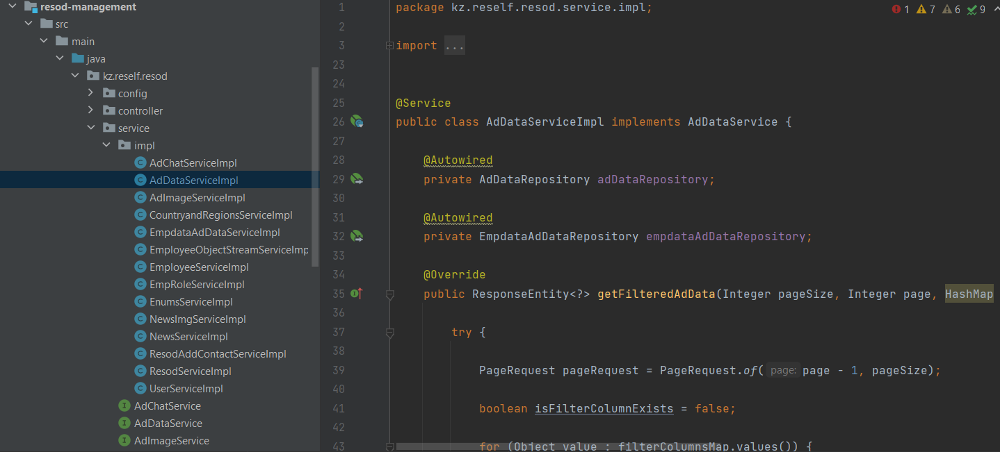 resod-management
src
main
java
kz.reself.resod
config
controller
service
impl
AdChatServiceImpl
AdDataServiceImpl
AdImageServiceImpl
CountryandRegionsServiceImpl
EmpdataAdDataServiceImpl
EmployeeObjectStreamServiceImp
EmployeeServiceImpl
EmpRoleServiceImpl
EnumsServiceImpl
NewsImgServiceImpl
NewsServiceImpl
ResodAddContactServiceImpl
ResodServiceImpl
UserServiceImpl
AdChatService
AdDataService
AdImageService
1 package kz.reself.resod.service.impl;
2
3 import ...
23
24
25 @Service
26 public class AdDataServiceImpl implements AdDataService {
27
28 @Autowired
29 private AdDataRepository adDataRepository;
30
31 @Autowired
32 private EmpdataAdDataRepository empdataAdDataRepository;
33
34 @Override
35 public ResponseEntity<?> getFilteredAdData(Integer pageSize, Integer page, HashMap
36
37 try {
38
39 PageRequest pageRequest = PageRequest.of( page: page - 1, pageSize);
40
41 boolean isFilterColumnExists = false;
42
43 for (Object value : filterColumnsMap.values()) {
1 7 6 9